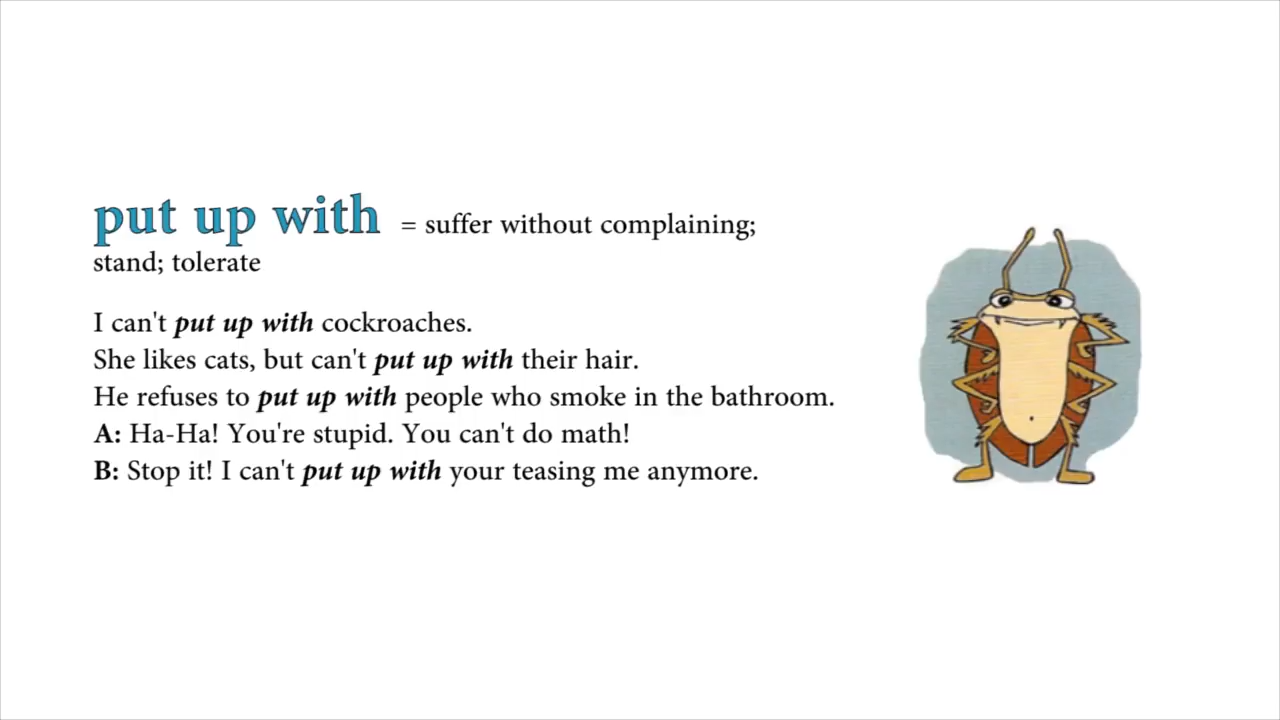 put up with = suffer without complaining;
stand; tolerate
I can't put up with cockroaches.
She likes cats, but can't put up with their hair.
He refuses to put up with people who smoke in the bathroom.
A: Ha-Ha! You're stupid. You can't do math!
B: Stop it! I can't put up with your teasing me anymore.